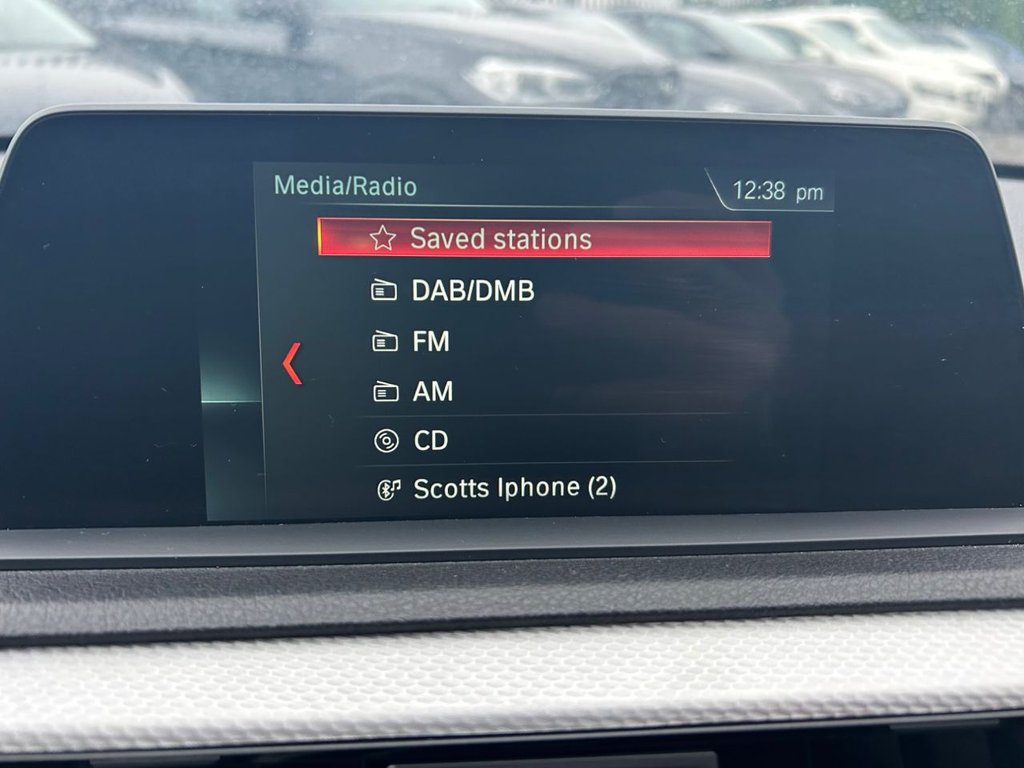 Media/Radio
12:38 pm
Saved stations
DAB/DMB
FM
AM
CD
Scotts Iphone (2)